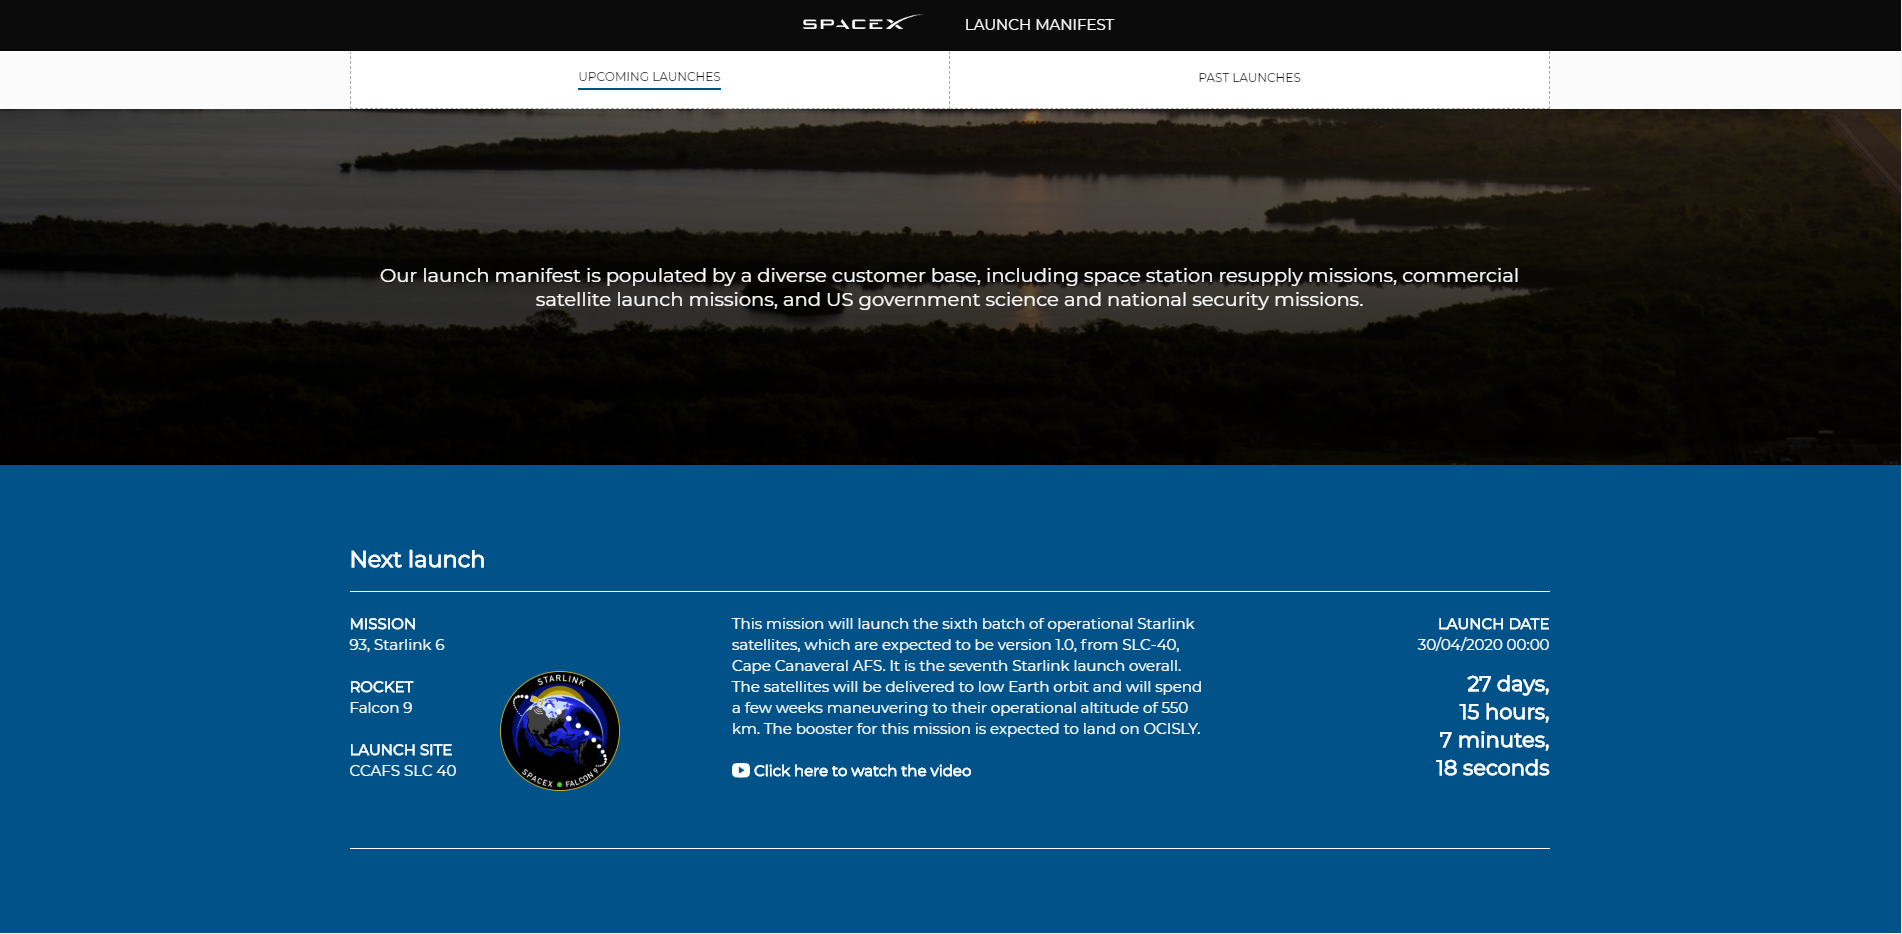 SPACEX LAUNCH MANIFEST
UPCOMING LAUNCHES
PAST LAUNCHES
Our launch manifest is populated by a diverse customer base, including space station resupply missions, commercial
satellite launch missions, and US government science and national security missions.
Next launch
MISSION
93, Starlink 6
ROCKET
Falcon 9
LAUNCH SITE
CCAFS SLC 40
STARLINK
SPACEX FALCON 9
This mission will launch the sixth batch of operational Starlink
satellites, which are expected to be version 1.0, from SLC-40,
Cape Canaveral AFS. It is the seventh Starlink launch overall.
The satellites will be delivered to low Earth orbit and will spend
a few weeks maneuvering to their operational altitude of 550
km. The booster for this mission is expected to land on OCISLY.
Click here to watch the video
LAUNCH DATE
30/04/2020 00:00
27 days,
15 hours,
7 minutes,
18 seconds